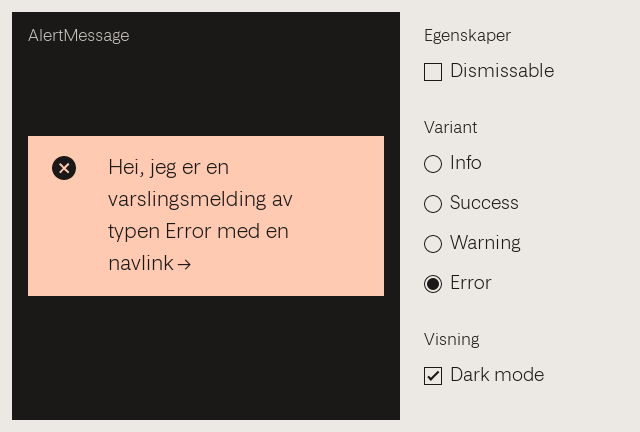 AlertMessage
Hei, jeg er en
varslingsmelding av
typen Error med en
navlink→
Egenskaper
Dismissable
Variant
Info
Success
Warning
Error
Visning
Dark mode